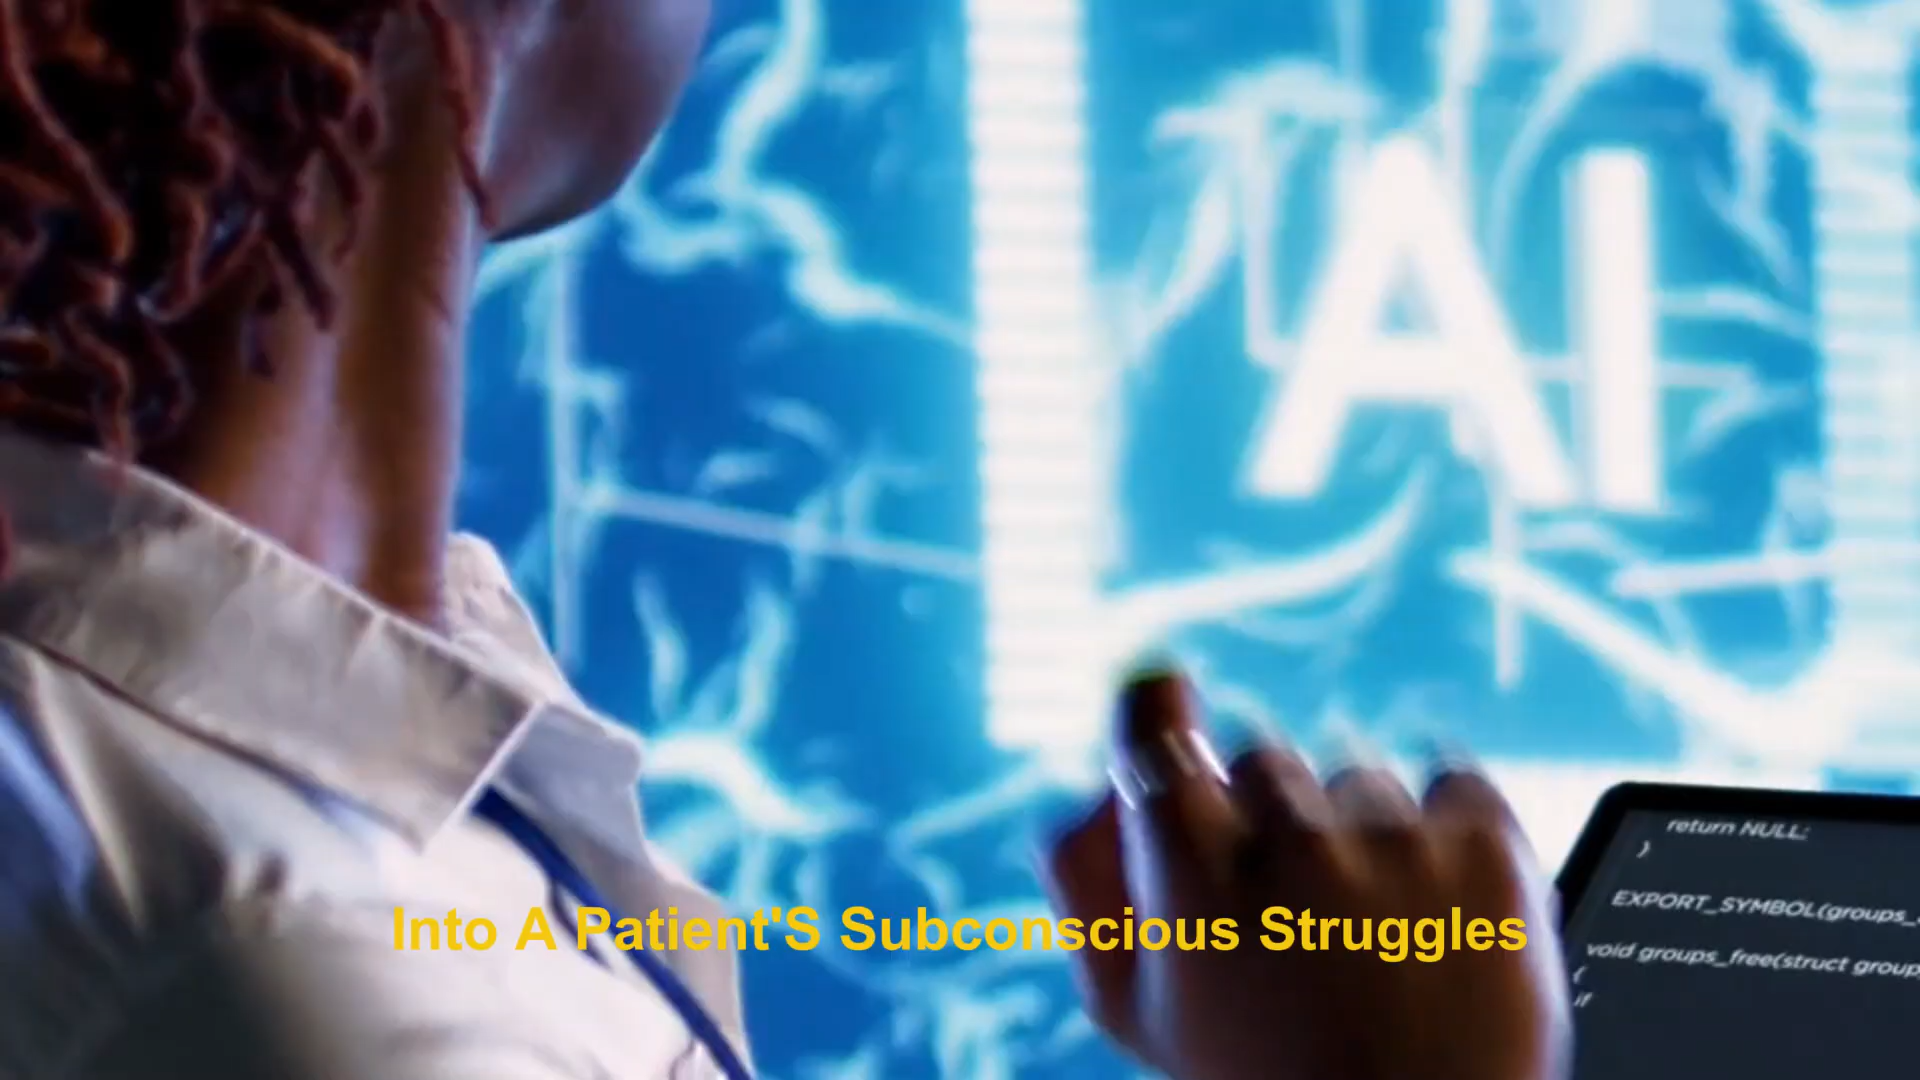 AI
return NULL;
}
EXPORT_SYMBOL(groups_
void groups_free(struct group
{
if
Into A Patient'S Subconscious Struggles